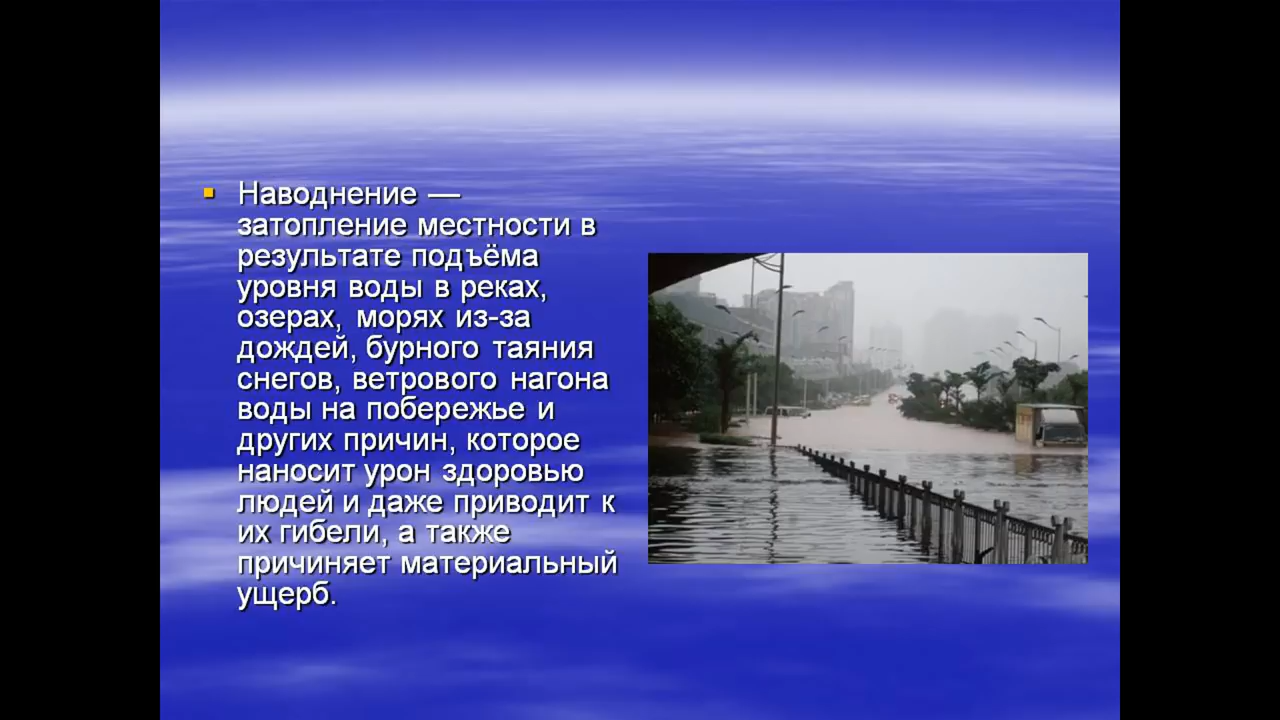 Наводнение —
затопление местности в
результате подъёма
уровня воды в реках,
озерах, морях из-за
дождей, бурного таяния
снегов, ветрового нагона
воды на побережье и
других причин, которое
наносит урон здоровью
людей и даже приводит к
их гибели, а также
причиняет материальный
ущерб.